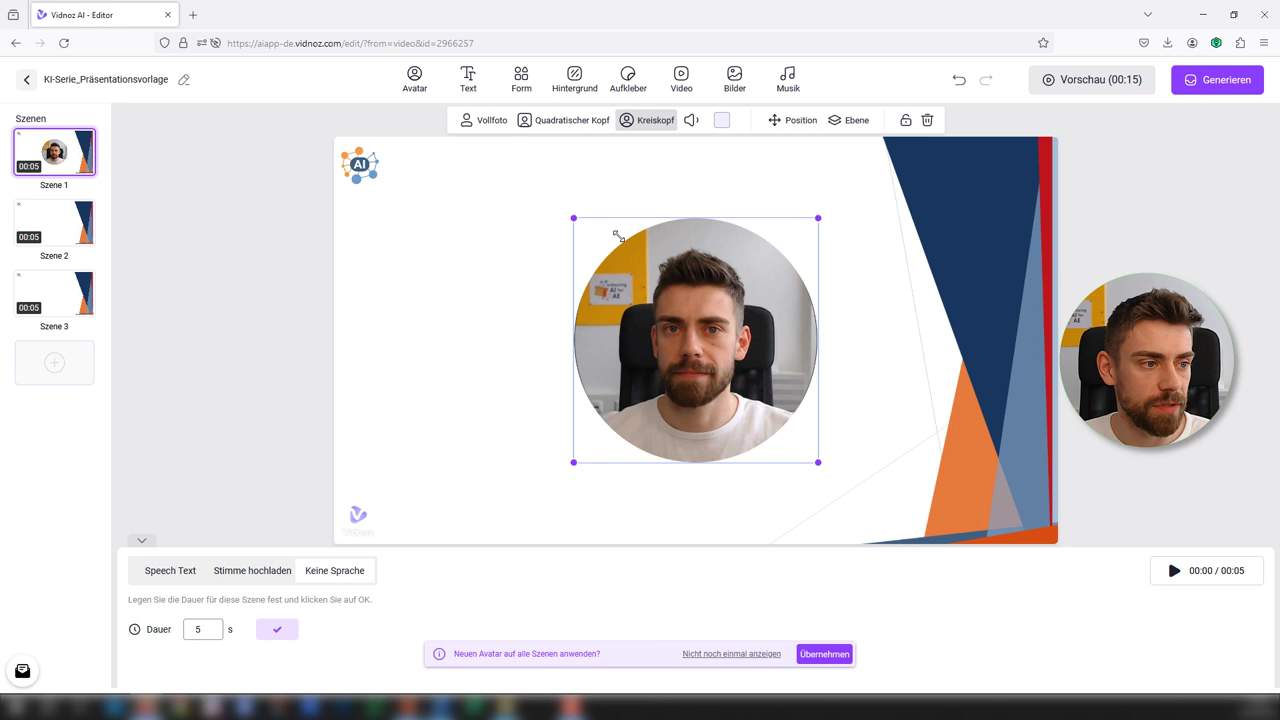 Vidnoz AI - Editor
https://aiapp-de.vidnoz.com/edit/?from=video&id=2966257
KI-Serie_Präsentationsvorlage
Avatar
Text
Form
Hintergrund
Aufkleber
Video
Bilder
Musik
Vorschau (00:15)
Generieren
Szenen
Vollfoto
Quadratischer Kopf
Kreiskopf
Position
Ebene
00:05
Szene 1
00:05
Szene 2
00:05
Szene 3
AI
Vidnoz
Speech Text
Stimme hochladen
Keine Sprache
00:00 / 00:05
Legen Sie die Dauer für diese Szene fest und klicken Sie auf OK.
Dauer
5
s
Neuen Avatar auf alle Szenen anwenden?
Nicht noch einmal anzeigen
Übernehmen